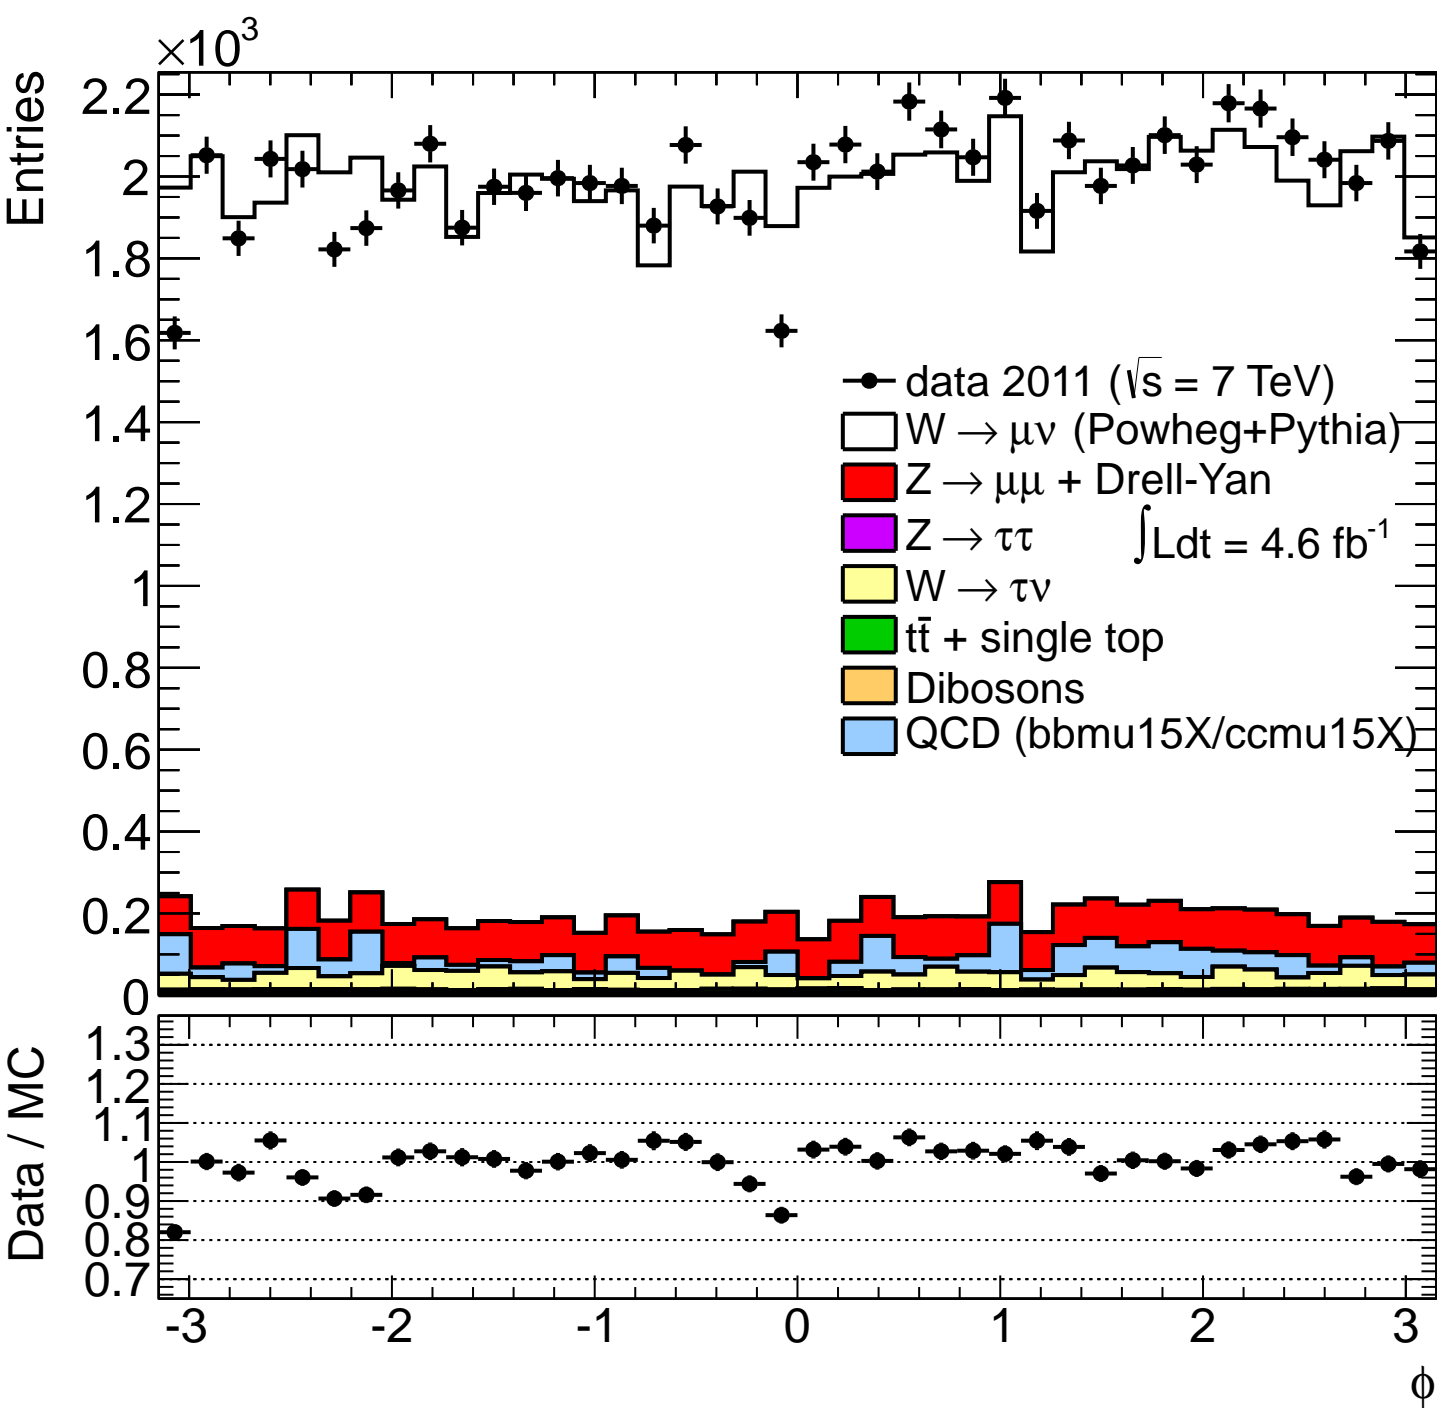 ×10³
Entries
2.2
2
1.8
1.6
1.4
1.2
1
0.8
0.6
0.4
0.2
0
data 2011 (√s = 7 TeV)
W → μν (Powheg+Pythia)
Z → μμ + Drell-Yan
Z → ττ
∫Ldt = 4.6 fb⁻¹
W → τν
tt̄ + single top
Dibosons
QCD (bbmu15X/ccmu15X)
Data / MC
1.3
1.2
1.1
1
0.9
0.8
0.7
-3 -2 -1 0 1 2 3
ϕ